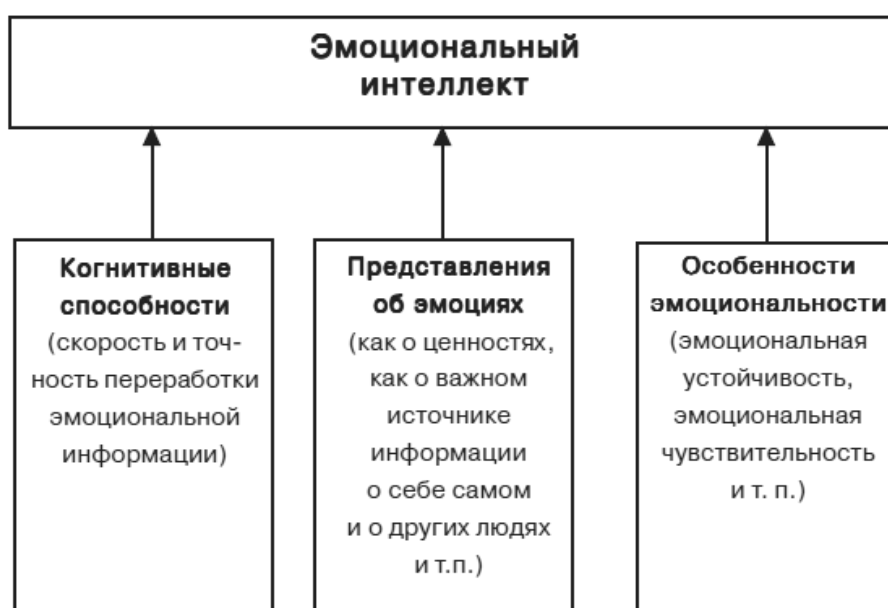 Эмоциональный
интеллект
Когнитивные
способности
(скорость и точ-
ность переработки
эмоциональной
информации)
Представления
об эмоциях
(как о ценностях,
как о важном
источнике
информации
о себе самом
и о других людях
и т.п.)
Особенности
эмоциональности
(эмоциональная
устойчивость,
эмоциональная
чувствительность
и т. п.)